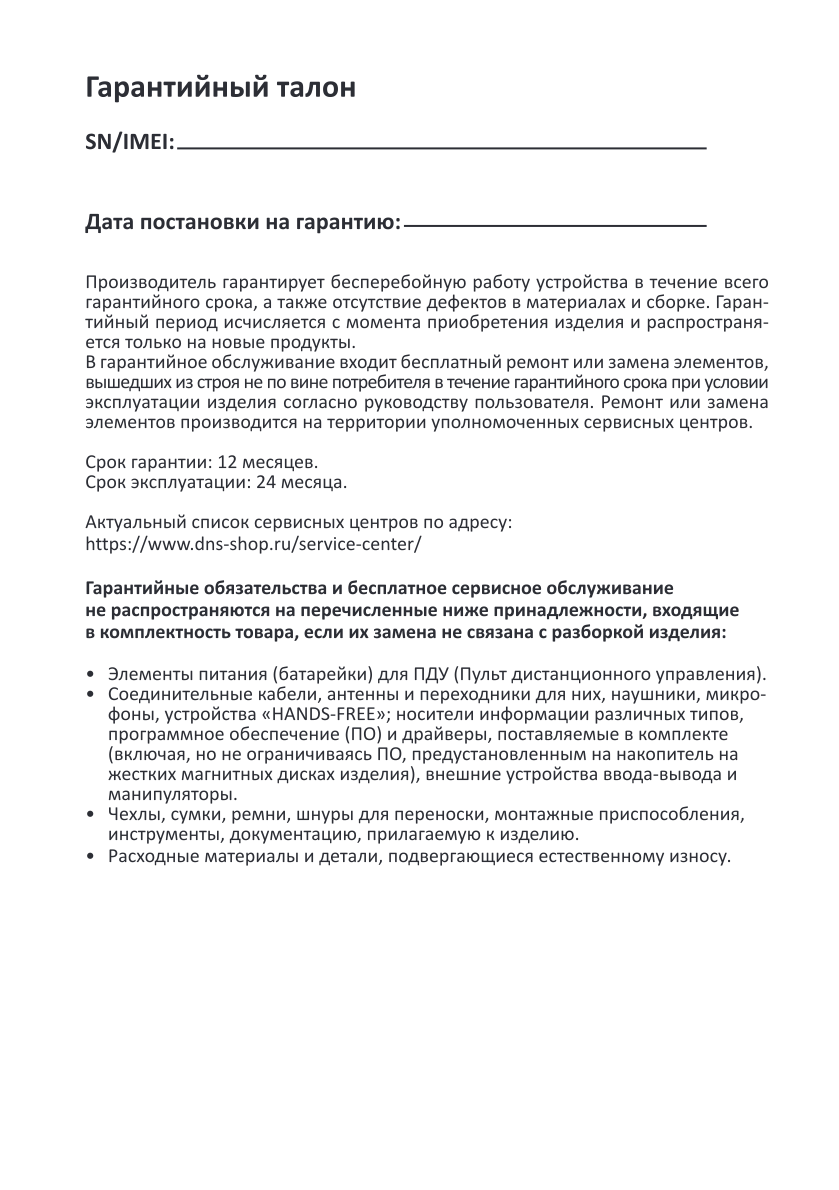 Гарантийный талон
SN/IMEI:
Дата постановки на гарантию:
Производитель гарантирует бесперебойную работу устройства в течение всего
гарантийного срока, а также отсутствие дефектов в материалах и сборке. Гаран-
тийный период исчисляется с момента приобретения изделия и распространя-
ется только на новые продукты.
В гарантийное обслуживание входит бесплатный ремонт или замена элементов,
вышедших из строя не по вине потребителя в течение гарантийного срока при условии
эксплуатации изделия согласно руководству пользователя. Ремонт или замена
элементов производится на территории уполномоченных сервисных центров.
Срок гарантии: 12 месяцев.
Срок эксплуатации: 24 месяца.
Актуальный список сервисных центров по адресу:
https://www.dns-shop.ru/service-center/
Гарантийные обязательства и бесплатное сервисное обслуживание
не распространяются на перечисленные ниже принадлежности, входящие
в комплектность товара, если их замена не связана с разборкой изделия:
• Элементы питания (батарейки) для ПДУ (Пульт дистанционного управления).
• Соединительные кабели, антенны и переходники для них, наушники, микро-
фоны, устройства «HANDS-FREE»; носители информации различных типов,
программное обеспечение (ПО) и драйверы, поставляемые в комплекте
(включая, но не ограничиваясь ПО, предустановленным на накопитель на
жестких магнитных дисках изделия), внешние устройства ввода-вывода и
манипуляторы.
• Чехлы, сумки, ремни, шнуры для переноски, монтажные приспособления,
инструменты, документацию, прилагаемую к изделию.
• Расходные материалы и детали, подвергающиеся естественному износу.